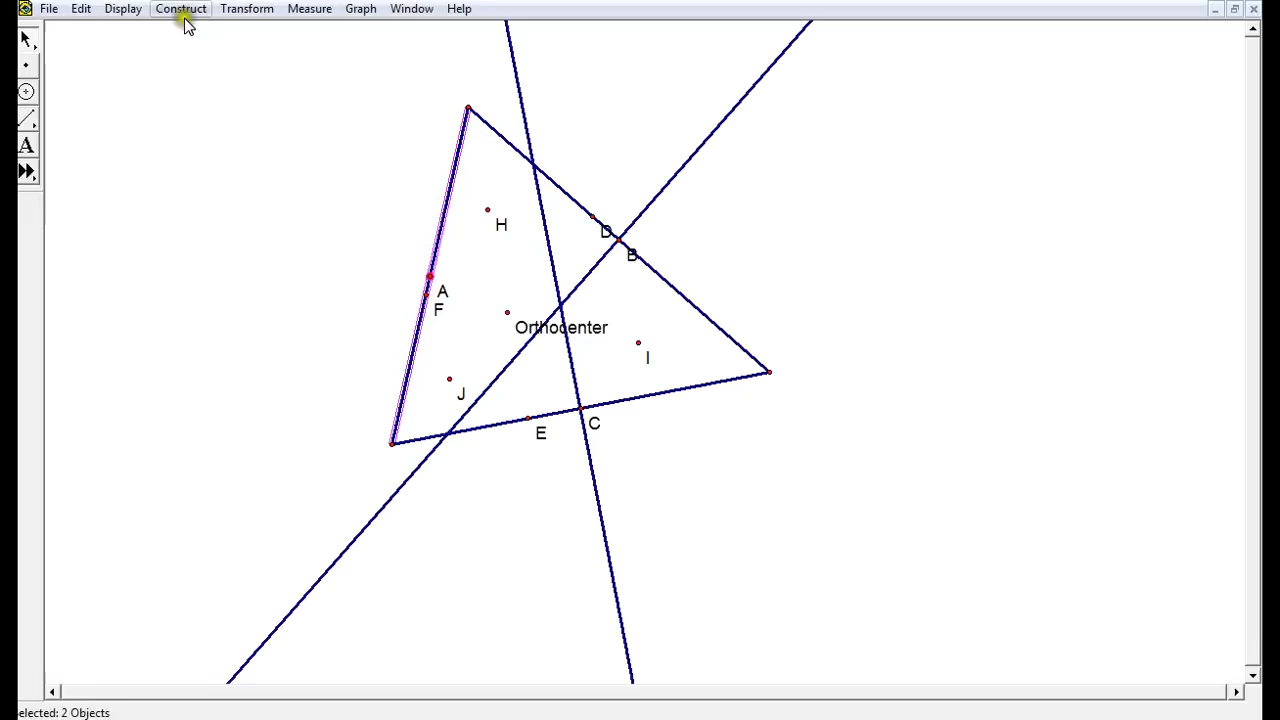 File Edit Display Construct Transform Measure Graph Window Help
A
H
D
B
A
F
Orthocenter
I
J
C
E
elected: 2 Objects